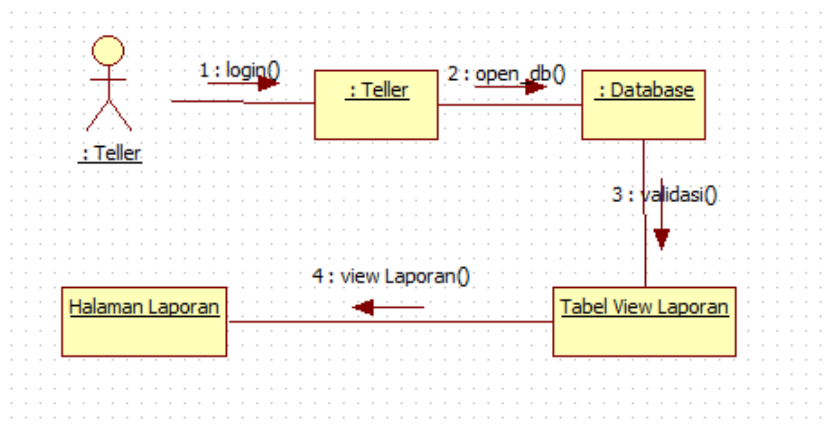 1 : login()
2 : open_db()
: Teller
: Database
: Teller
3 : validasi()
4 : view Laporan()
Halaman Laporan
Tabel View Laporan